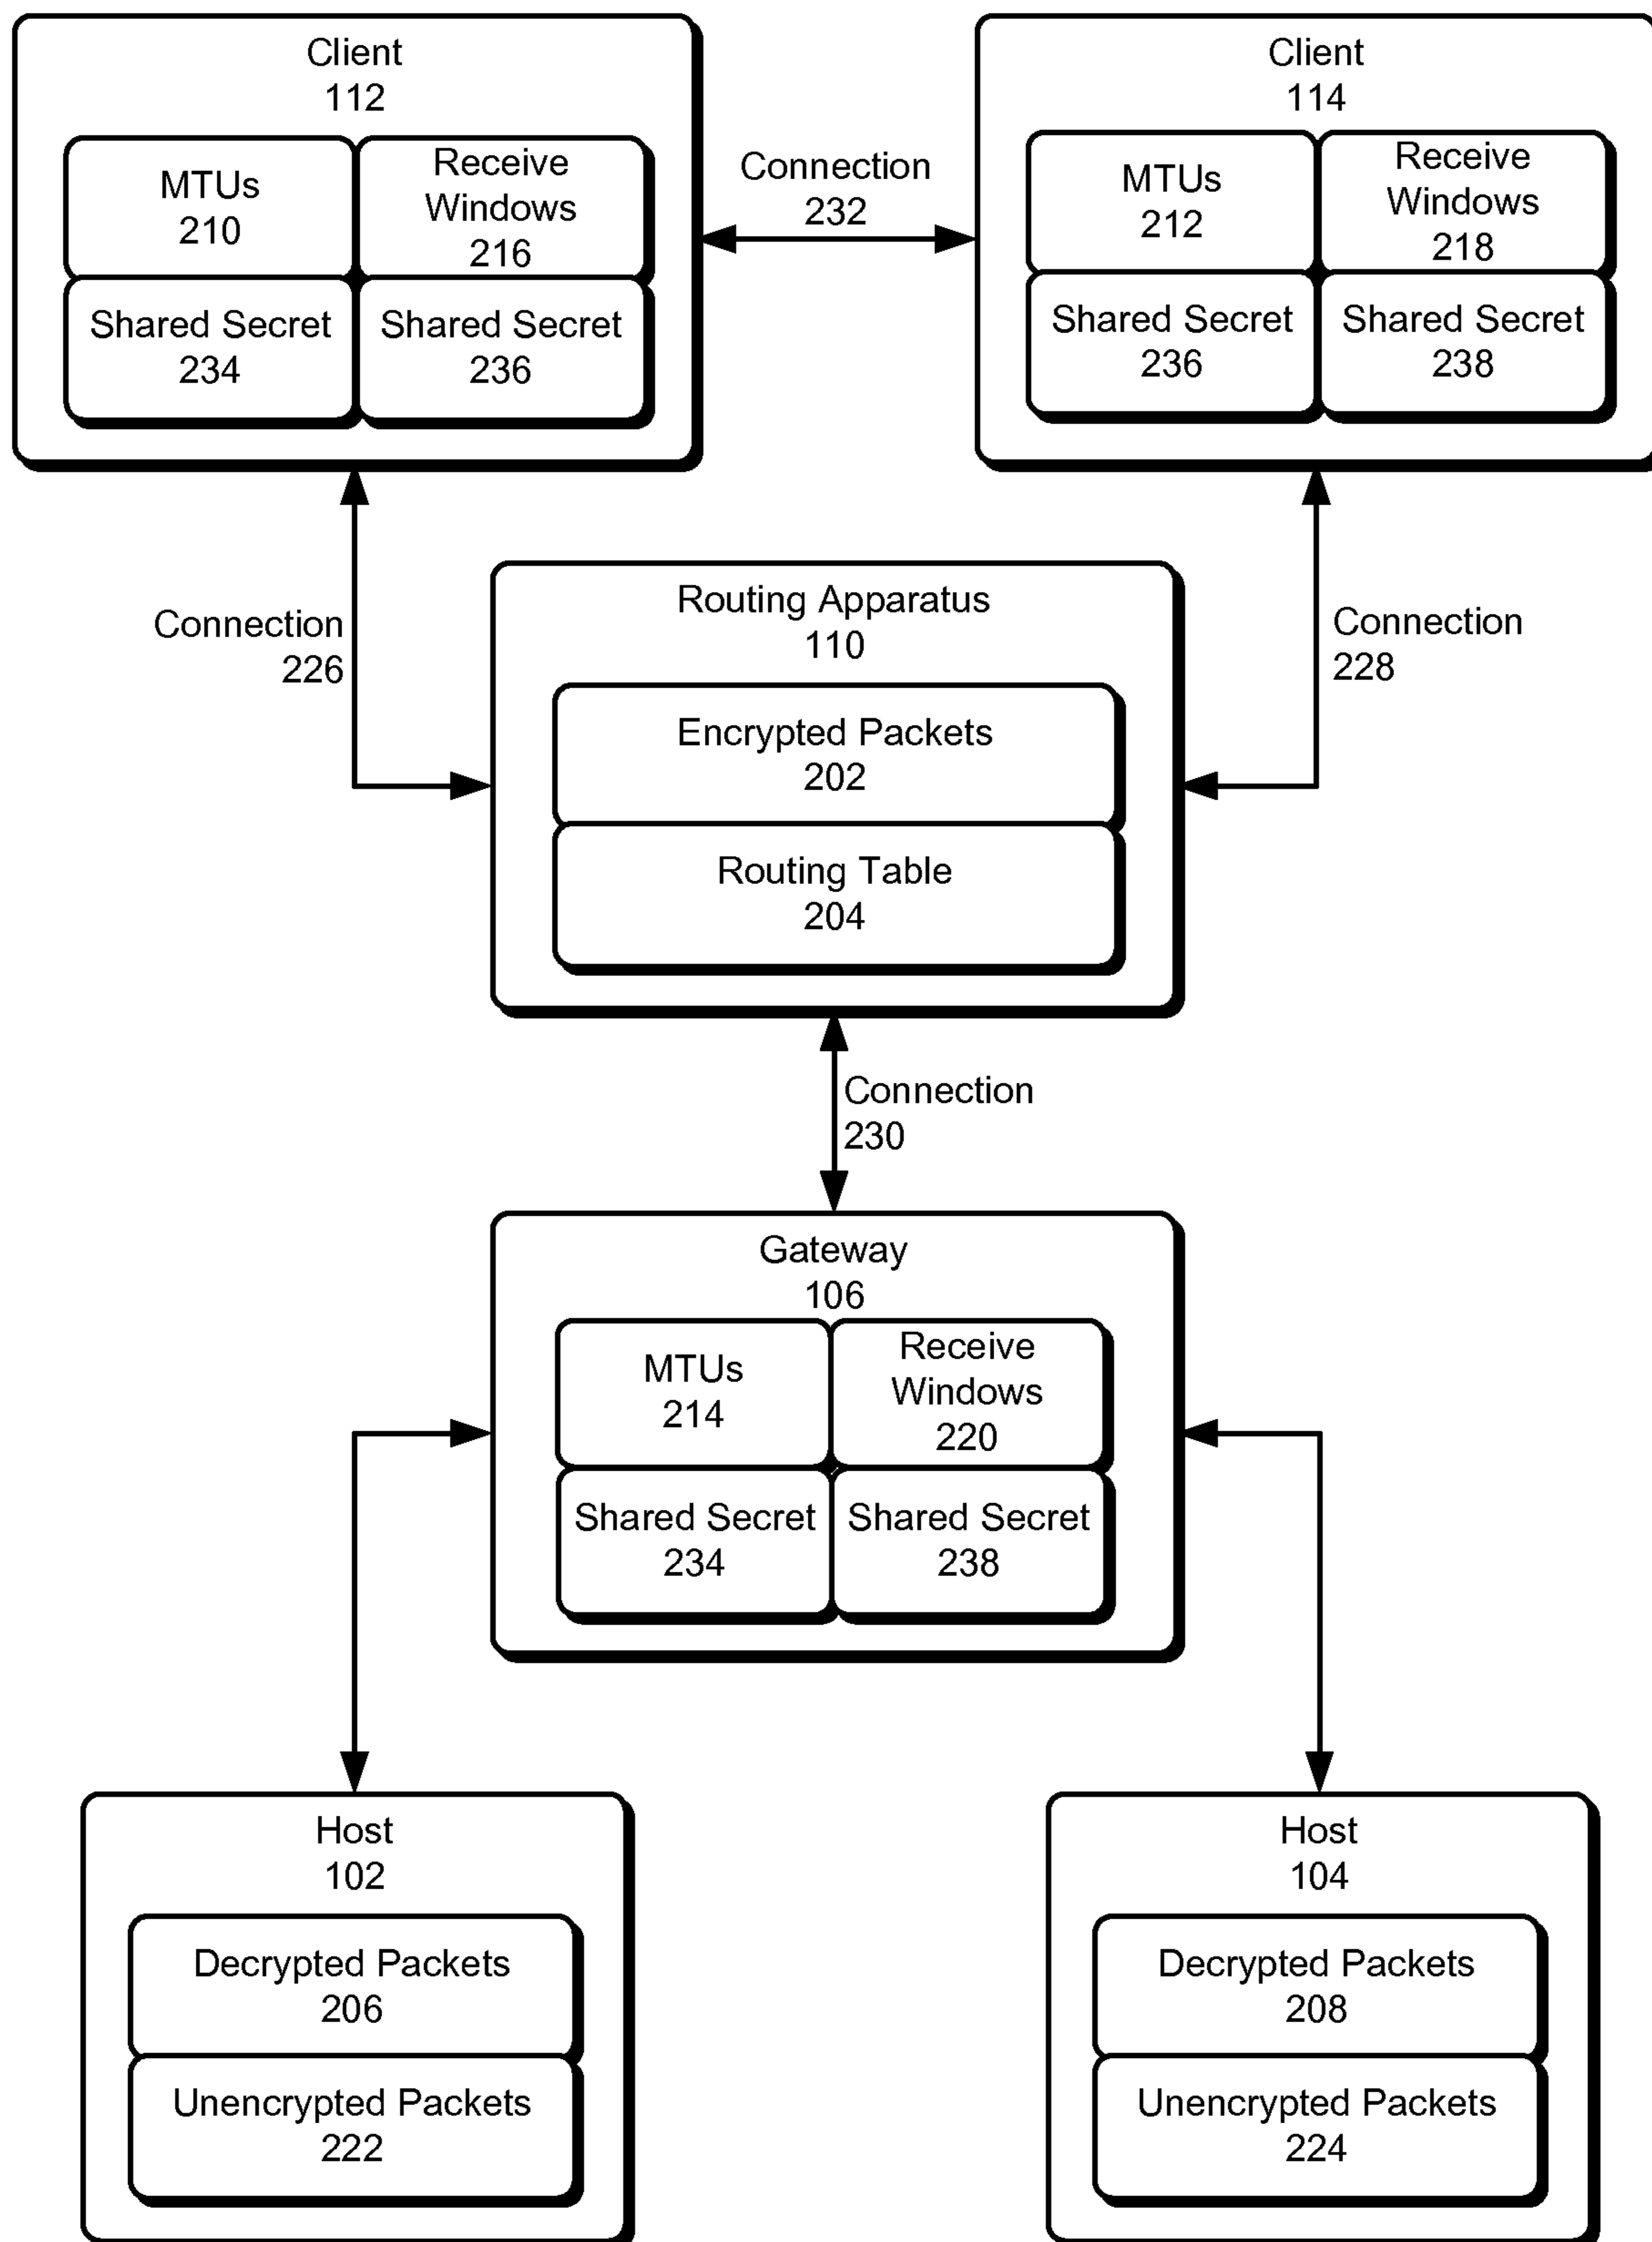 Client
112
MTUs
210
Receive
Windows
216
Shared Secret
234
Shared Secret
236
Connection
232
Client
114
MTUs
212
Receive
Windows
218
Shared Secret
236
Shared Secret
238
Connection
226
Routing Apparatus
110
Encrypted Packets
202
Routing Table
204
Connection
228
Connection
230
Gateway
106
MTUs
214
Receive
Windows
220
Shared Secret
234
Shared Secret
238
Host
102
Decrypted Packets
206
Unencrypted Packets
222
Host
104
Decrypted Packets
208
Unencrypted Packets
224